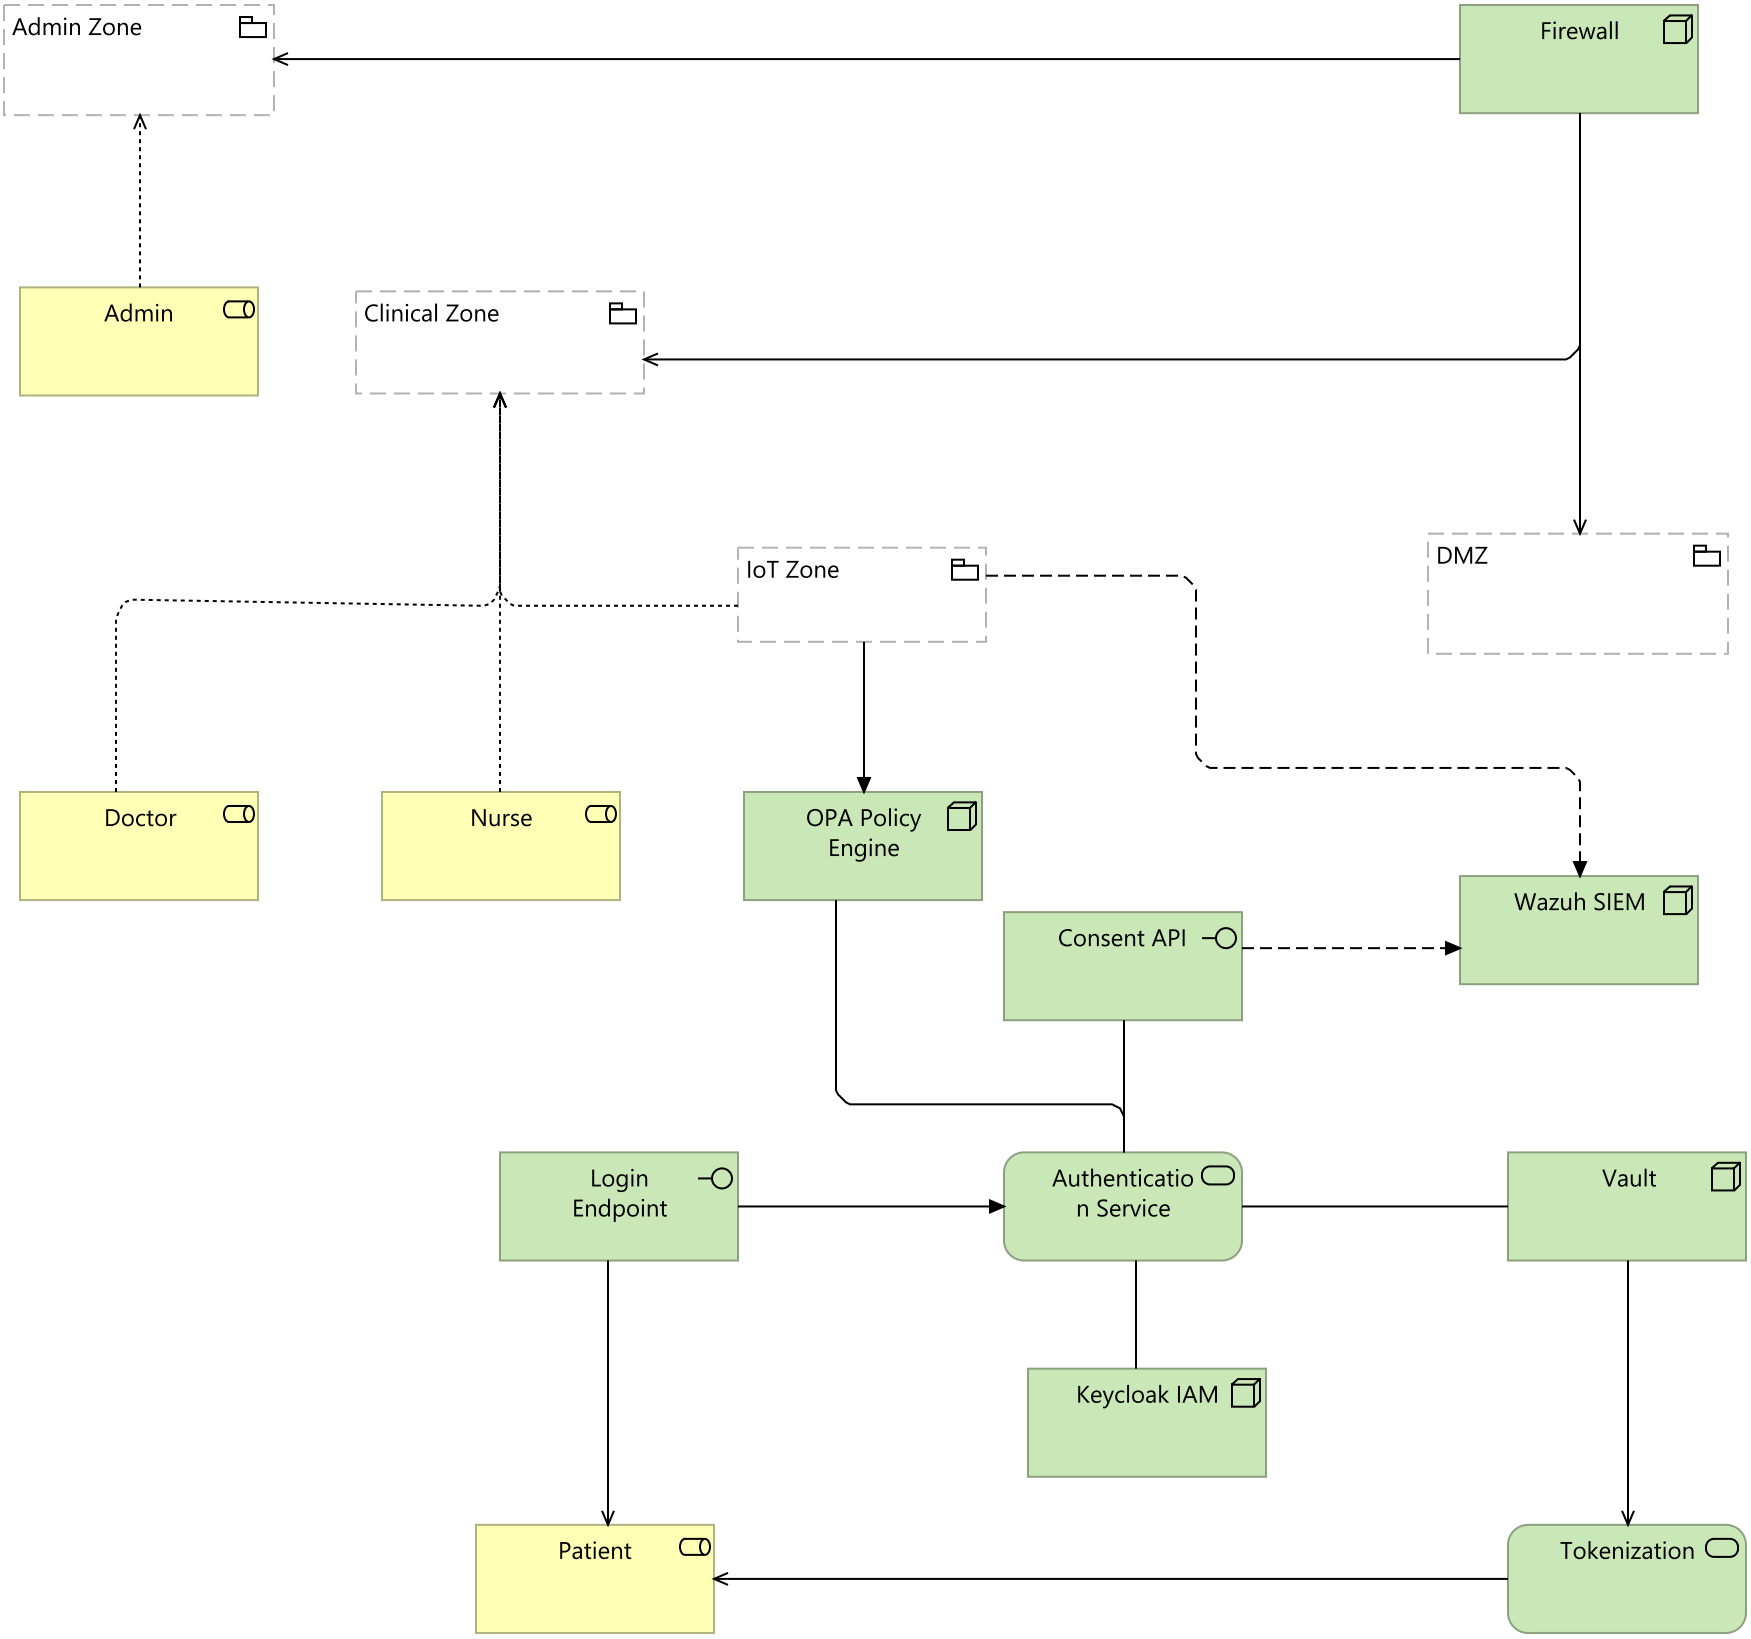 Admin Zone
Firewall
Admin
Clinical Zone
IoT Zone
DMZ
Doctor
Nurse
OPA Policy
Engine
Wazuh SIEM
Consent API
Login
Endpoint
Authenticatio
n Service
Vault
Keycloak IAM
Patient
Tokenization